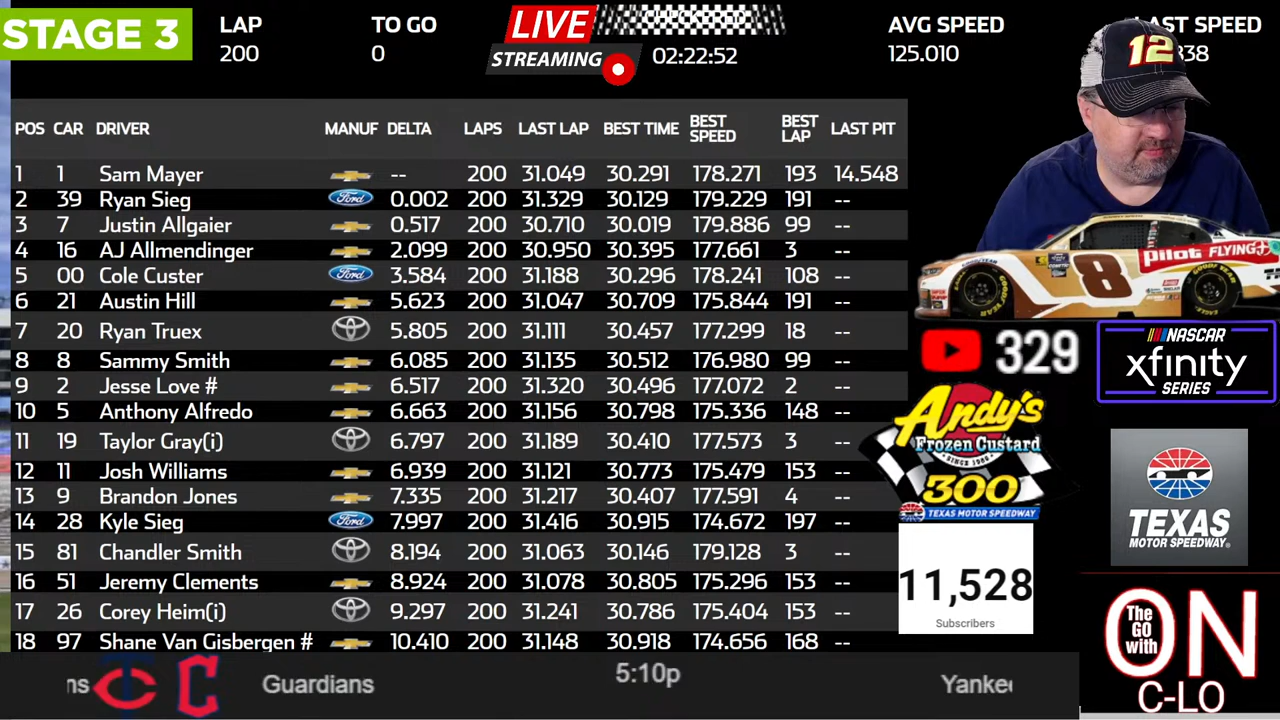 STAGE 3
LAP
200
TO GO
0
LIVE
STREAMING
02:22:52
AVG SPEED
125.010
LAST SPEED
838
12
POS CAR DRIVER MANUF DELTA LAPS LAST LAP BEST TIME BEST SPEED BEST LAP LAST PIT
1 1 Sam Mayer -- 200 31.049 30.291 178.271 193 14.548
2 39 Ryan Sieg Ford 0.002 200 31.329 30.129 179.229 191 --
3 7 Justin Allgaier 0.517 200 30.710 30.019 179.886 99 --
4 16 AJ Allmendinger 2.099 200 30.950 30.395 177.661 3 --
5 00 Cole Custer Ford 3.584 200 31.188 30.296 178.241 108 --
6 21 Austin Hill 5.623 200 31.047 30.709 175.844 191 --
7 20 Ryan Truex 5.805 200 31.111 30.457 177.299 18 --
8 8 Sammy Smith 6.085 200 31.135 30.512 176.980 99 --
9 2 Jesse Love # 6.517 200 31.320 30.496 177.072 2 --
10 5 Anthony Alfredo 6.663 200 31.156 30.798 175.336 148 --
11 19 Taylor Gray(i) 6.797 200 31.189 30.410 177.573 3 --
12 11 Josh Williams 6.939 200 31.121 30.773 175.479 153 --
13 9 Brandon Jones 7.335 200 31.217 30.407 177.591 4 --
14 28 Kyle Sieg Ford 7.997 200 31.416 30.915 174.672 197 --
15 81 Chandler Smith 8.194 200 31.063 30.146 179.128 3 --
16 51 Jeremy Clements 8.924 200 31.078 30.805 175.296 153 --
17 26 Corey Heim(i) 9.297 200 31.241 30.786 175.404 153 --
18 97 Shane Van Gisbergen # 10.410 200 31.148 30.918 174.656 168 --
8
Pilot FLYING
329
NASCAR
xfinity
SERIES
Andy's
Frozen Custard
SINCE 1986
300
TEXAS MOTOR SPEEDWAY
TEXAS
MOTOR SPEEDWAY
11,528
Subscribers
The
GO
with
ON
C-LO
ns
C
Guardians
5:10p
Yankee